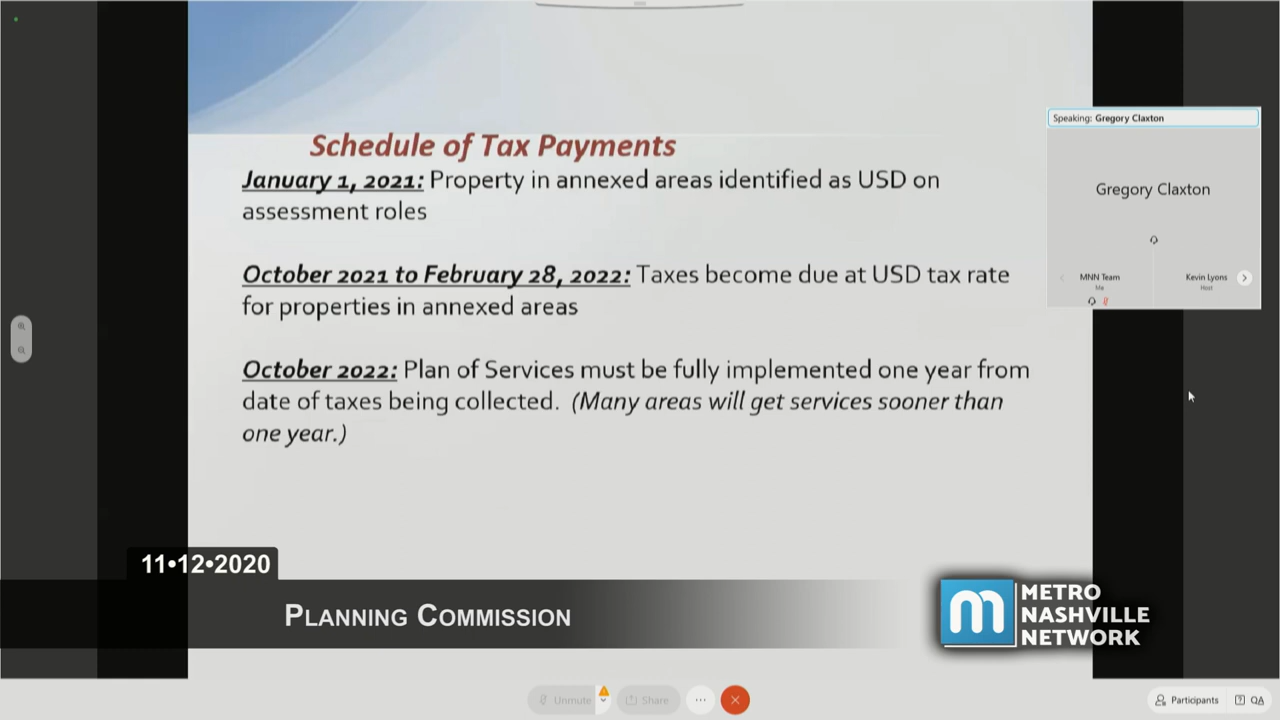 Schedule of Tax Payments
January 1, 2021: Property in annexed areas identified as USD on
assessment roles
October 2021 to February 28, 2022: Taxes become due at USD tax rate
for properties in annexed areas
October 2022: Plan of Services must be fully implemented one year from
date of taxes being collected. (Many areas will get services sooner than
one year.)
Speaking: Gregory Claxton
Gregory Claxton
MNN Team
Me
Kevin Lyons
Host
11•12•2020
PLANNING COMMISSION
m METRO
NASHVILLE
NETWORK
Unmute
Share
Participants
QA